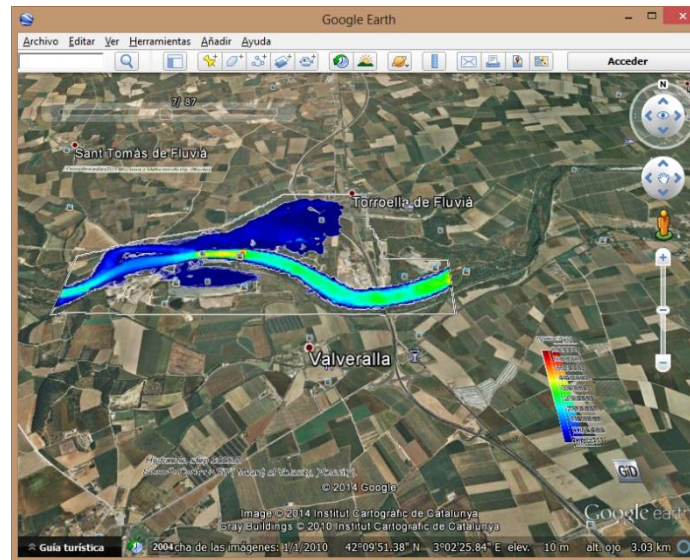 Google Earth
Archivo Editar Ver Herramientas Añadir Ayuda
Acceder
N
7/ 87
Sant Tomàs de Fluvià
Torroella de Fluvià
Valveralla
© 2014 Google
GiD
Image © 2014 Institut Cartogràfic de Catalunya
Gray Buildings © 2010 Institut Cartogràfic de Catalunya
Google earth
Guía turística
2004
cha de las imágenes: 1/1/2010 42°09'51.38" N 3°02'25.84" E elev. 10 m alt. ojo 3.03 km